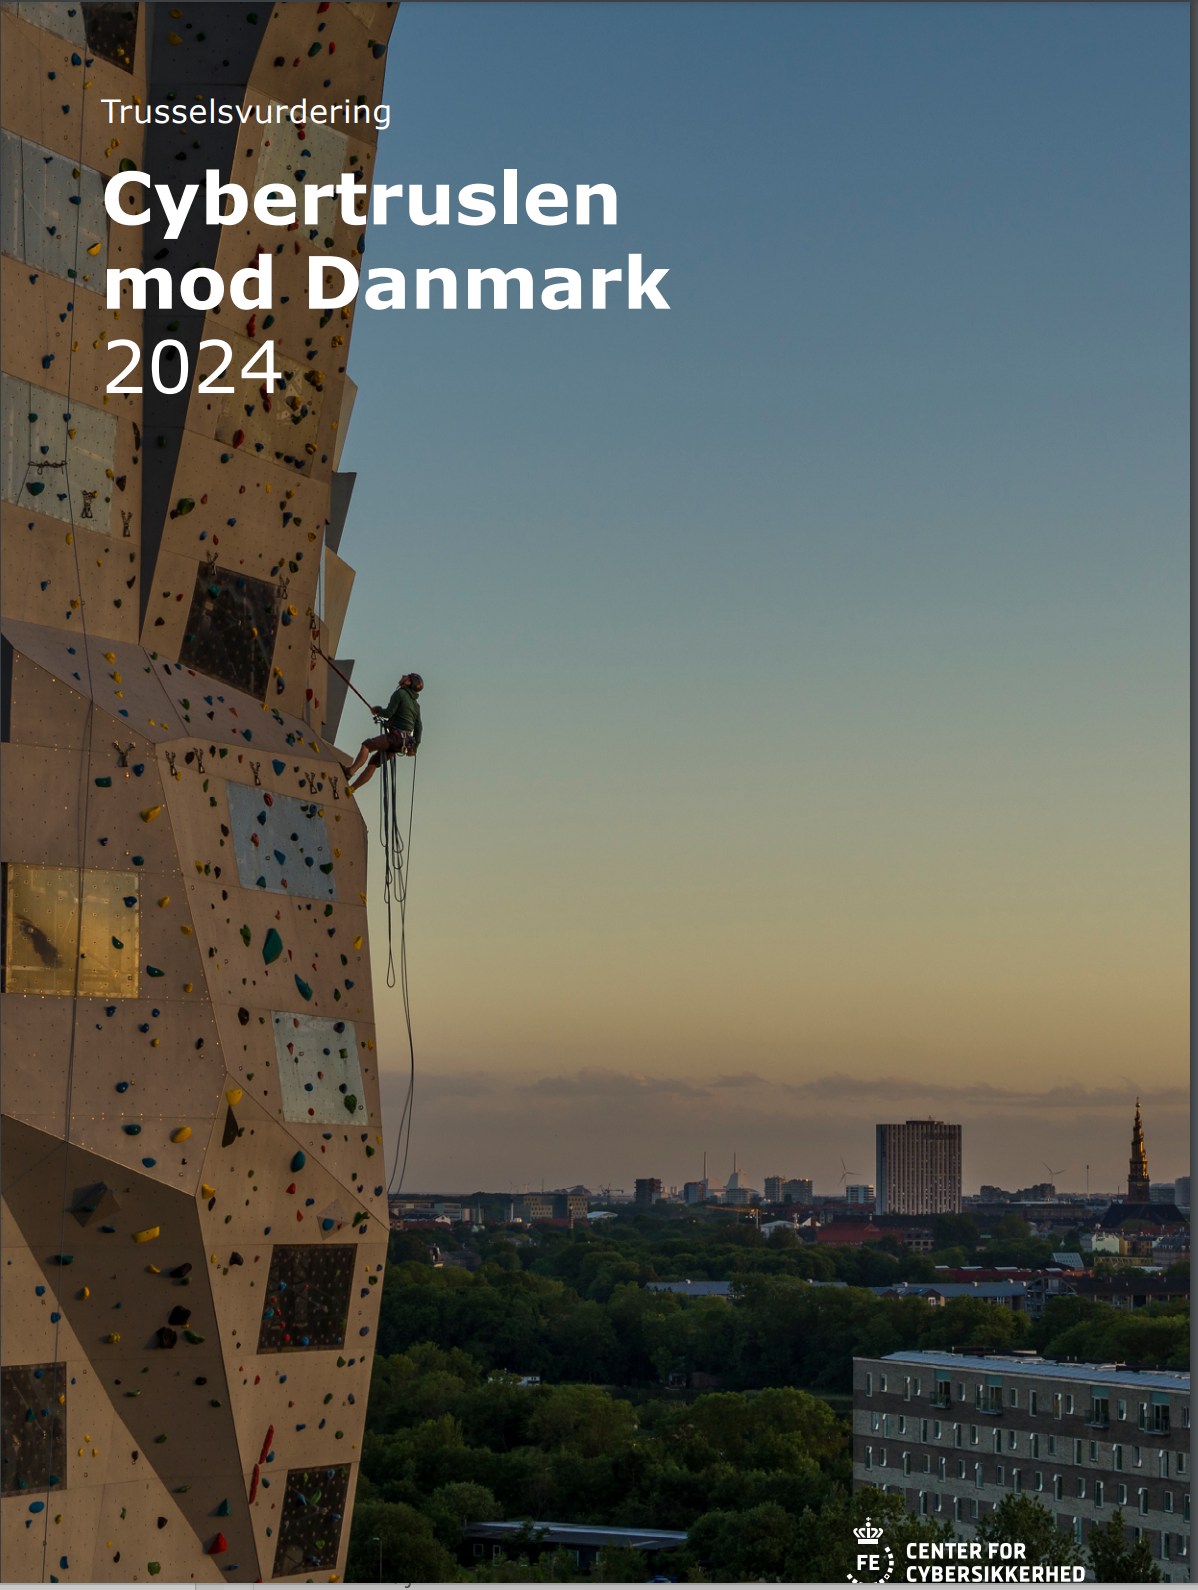 Trusselsvurdering
Cybertruslen
mod Danmark
2024
FE
CENTER FOR
CYBERSIKKERHED